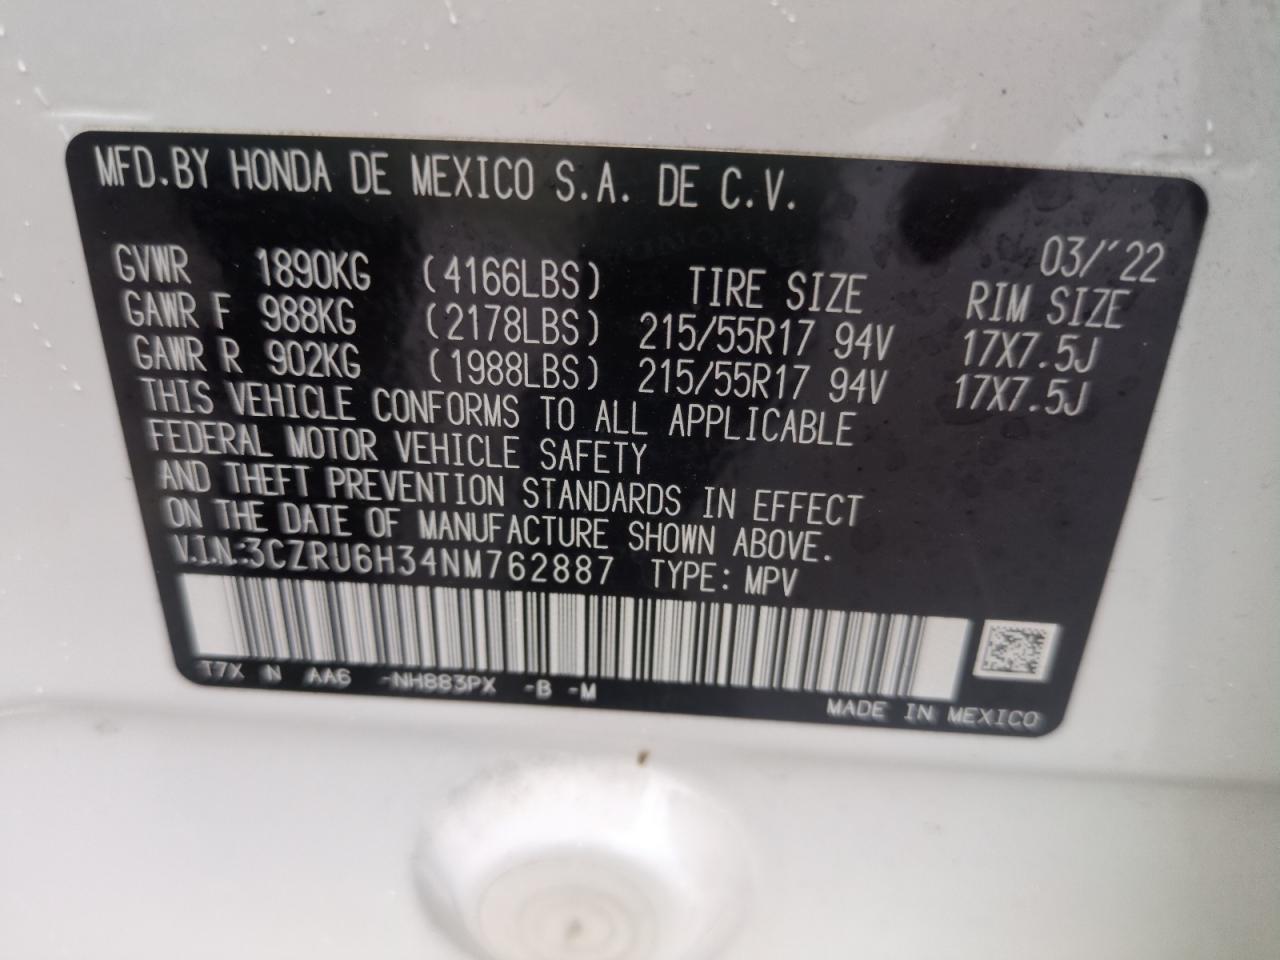 MFD.BY HONDA DE MEXICO S.A. DE C.V.
03/'22
GVWR 1890KG (4166LBS) TIRE SIZE RIM SIZE
GAWR F 988KG (2178LBS) 215/55R17 94V 17X7.5J
GAWR R 902KG (1988LBS) 215/55R17 94V 17X7.5J
THIS VEHICLE CONFORMS TO ALL APPLICABLE
FEDERAL MOTOR VEHICLE SAFETY
AND THEFT PREVENTION STANDARDS IN EFFECT
ON THE DATE OF MANUFACTURE SHOWN ABOVE.
V.I.N.:3CZRU6H34NM762887 TYPE: MPV
T7X N AA6 -NH883PX -B -M
MADE IN MEXICO